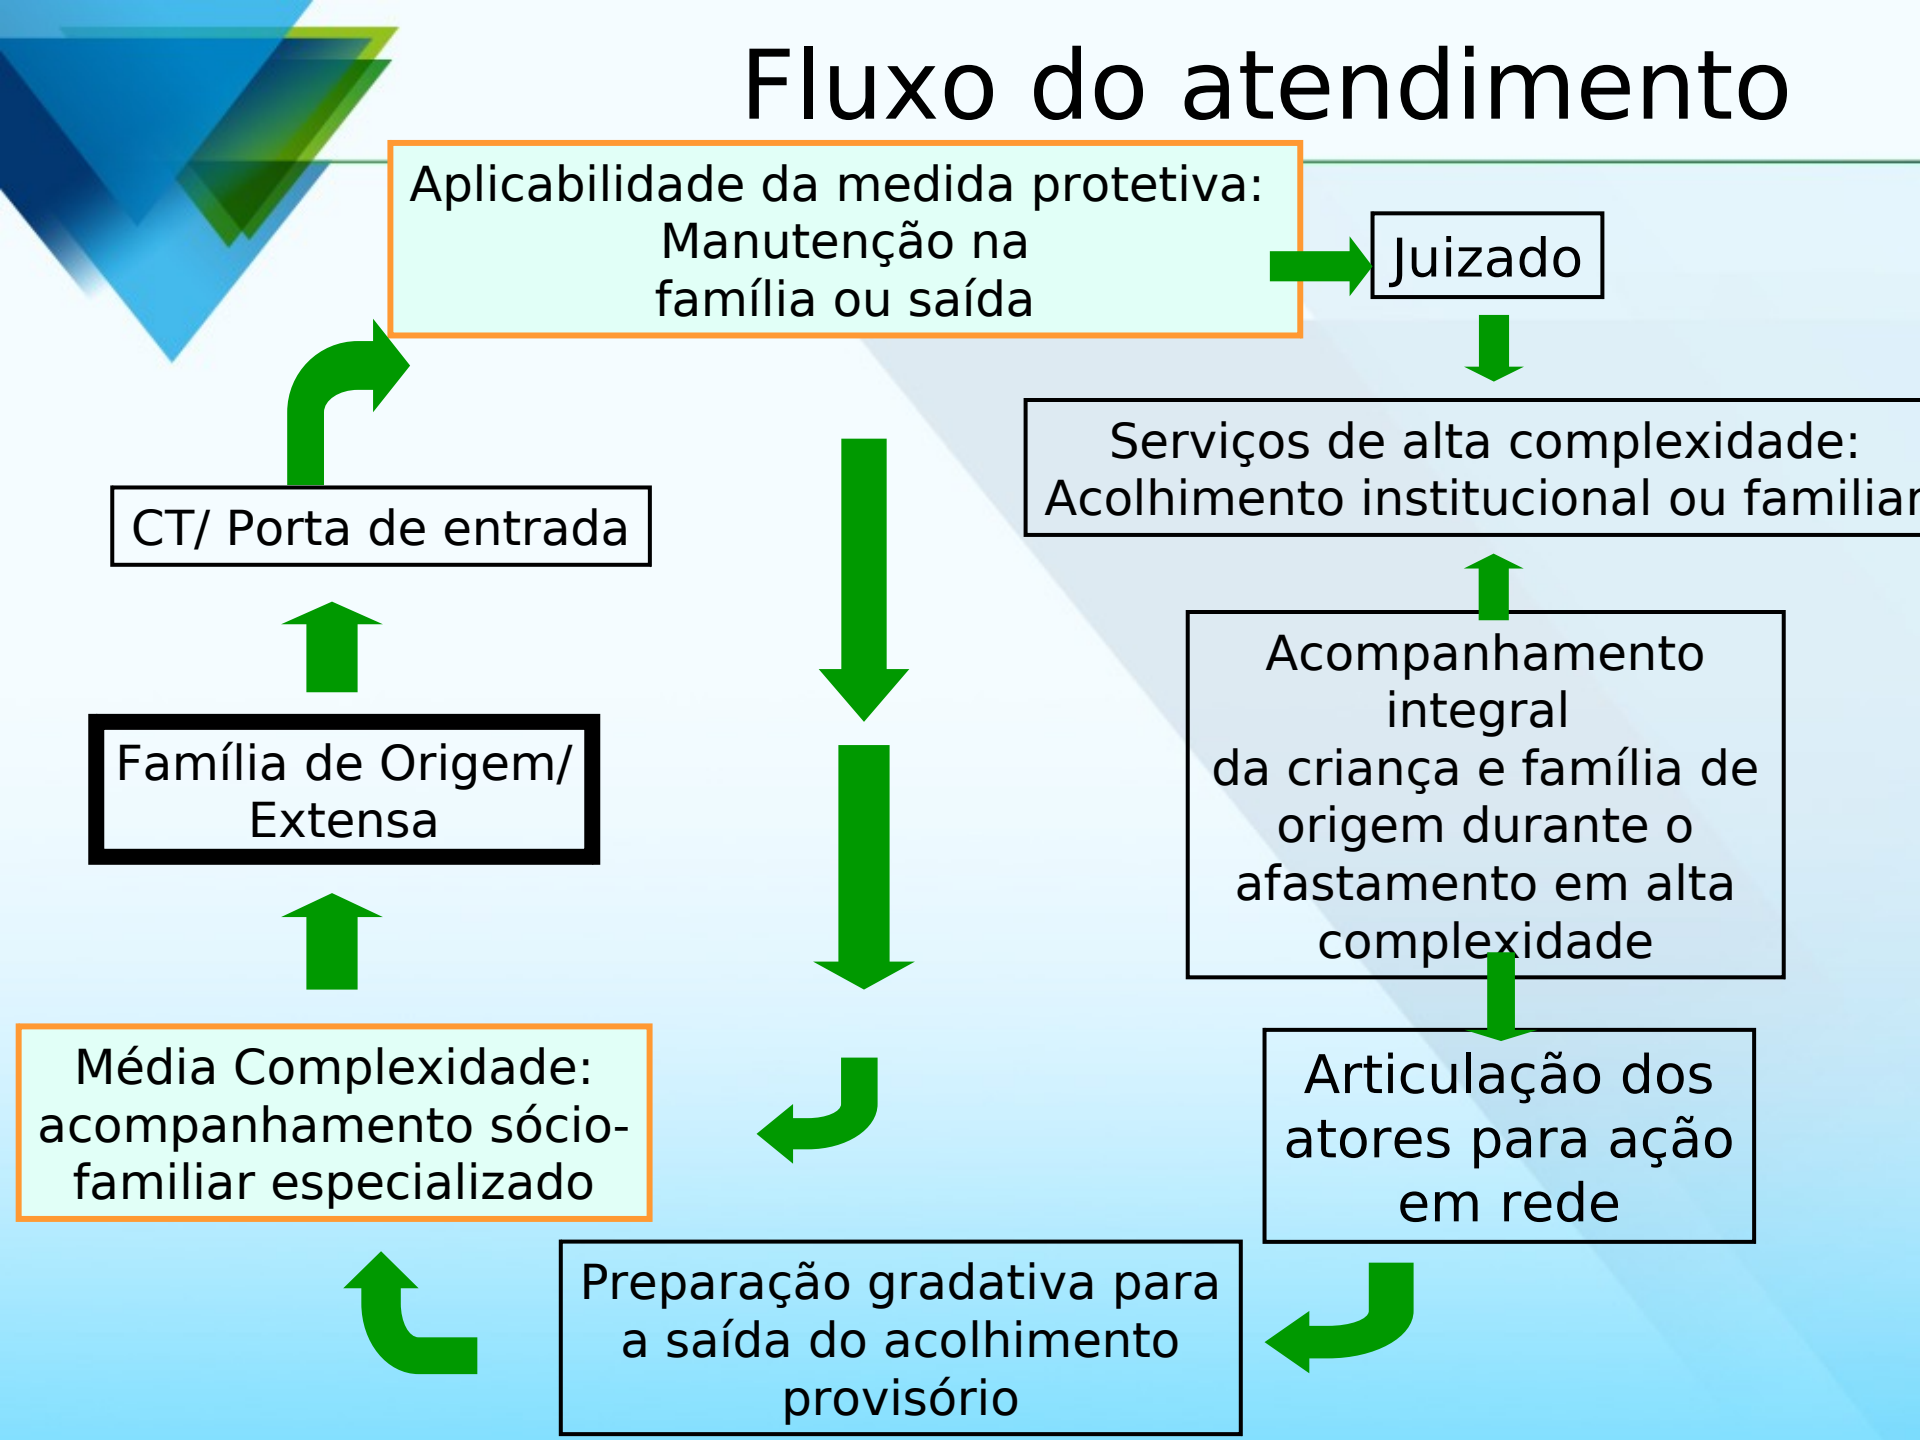 Fluxo do atendimento
Aplicabilidade da medida protetiva:
Manutenção na
família ou saída
Juizado
Serviços de alta complexidade:
Acolhimento institucional ou familiar
CT/ Porta de entrada
Acompanhamento
integral
da criança e família de
origem durante o
afastamento em alta
complexidade
Família de Origem/
Extensa
Média Complexidade:
acompanhamento sócio-
familiar especializado
Articulação dos
atores para ação
em rede
Preparação gradativa para
a saída do acolhimento
provisório